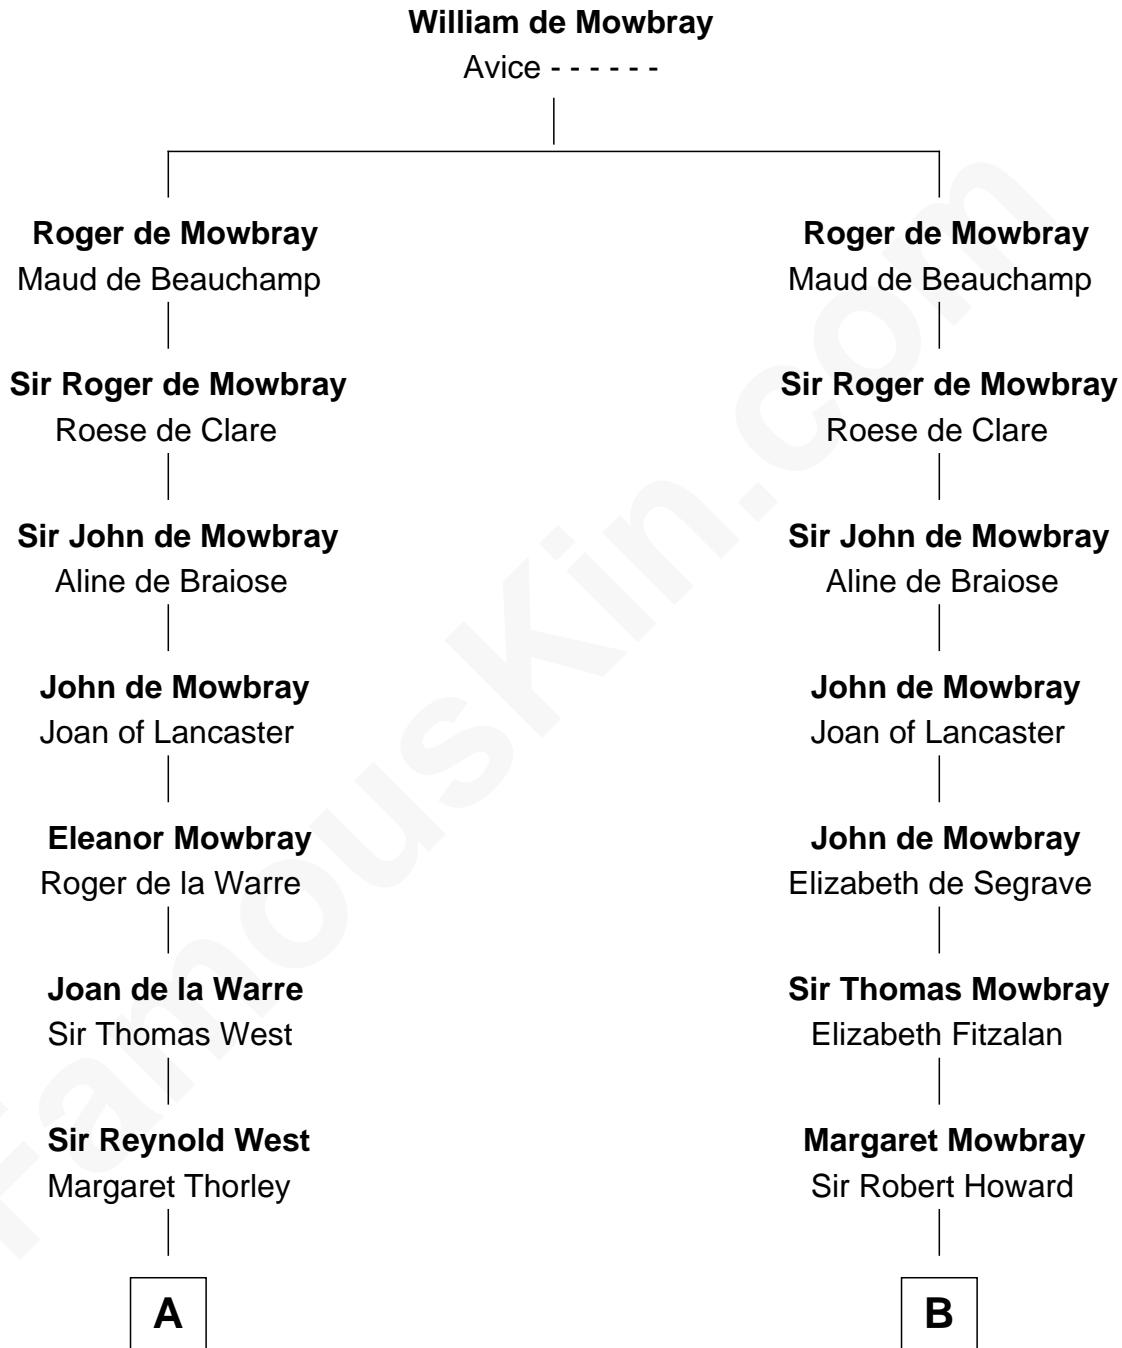 William de Mowbray
Avice - - - - - -
Roger de Mowbray
Maud de Beauchamp
Sir Roger de Mowbray
Roese de Clare
Sir John de Mowbray
Aline de Braiose
John de Mowbray
Joan of Lancaster
Eleanor Mowbray
Roger de la Warre
Joan de la Warre
Sir Thomas West
Sir Reynold West
Margaret Thorley
A
Roger de Mowbray
Maud de Beauchamp
Sir Roger de Mowbray
Roese de Clare
Sir John de Mowbray
Aline de Braiose
John de Mowbray
Joan of Lancaster
John de Mowbray
Elizabeth de Segrave
Sir Thomas Mowbray
Elizabeth Fitzalan
Margaret Mowbray
Sir Robert Howard
B
FamousKin.com